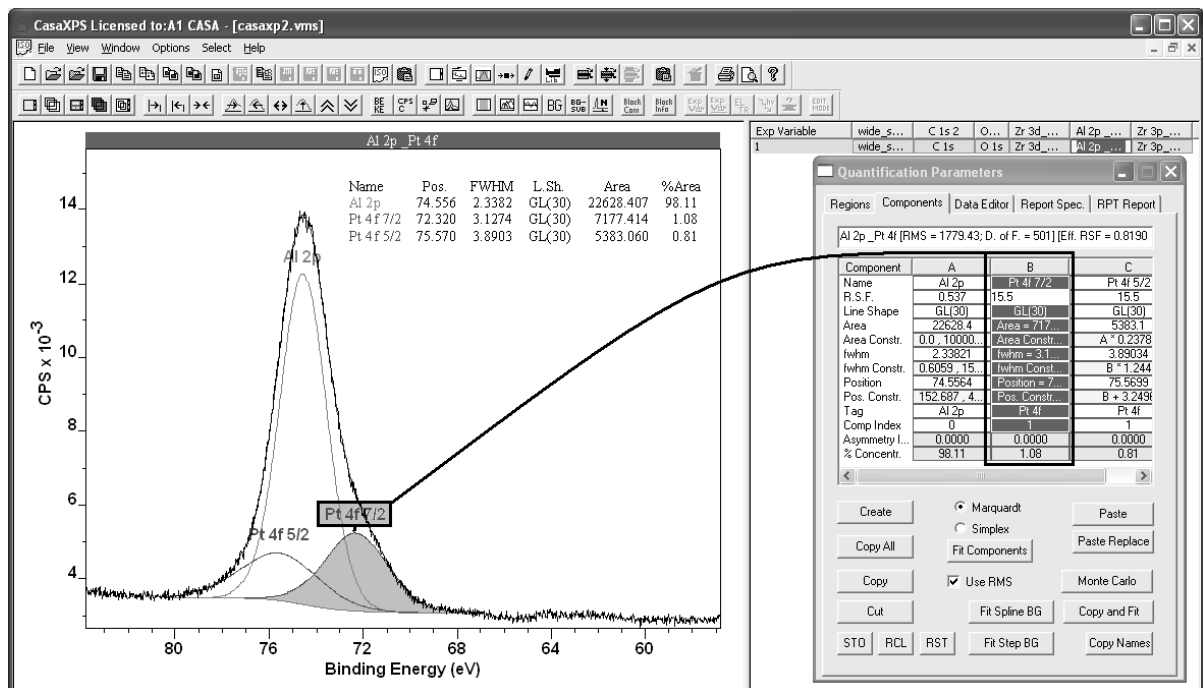 CasaXPS Licensed to:A1 CASA - [casaxp2.vms]
File View Window Options Select Help
Al 2p _Pt 4f
Name Pos. FWHM L.Sh. Area %Area
Al 2p 74.556 2.3382 GL(30) 22628.407 98.11
Pt 4f 7/2 72.320 3.1274 GL(30) 7177.414 1.08
Pt 4f 5/2 75.570 3.8903 GL(30) 5383.060 0.81
14
12
10
8
6
4
CPS x 10⁻³
Al 2p
Pt 4f 7/2
Pt 4f 5/2
80 76 72 68 64 60
Binding Energy (eV)
Exp Variable wide_s... C 1s 2 O... Zr 3d_... Al 2p _... Zr 3p_...
1 wide_s... C 1s O 1s Zr 3d_... Al 2p _... Zr 3p_...
Quantification Parameters
Regions Components Data Editor Report Spec. RPT Report
Al 2p _Pt 4f [RMS = 1779.43; D. of F. = 501] [Eff. RSF = 0.8190
Component A B C
Name Al 2p Pt 4f 7/2 Pt 4f 5/2
R.S.F. 0.537 15.5 15.5
Line Shape GL(30) GL(30) GL(30)
Area 22628.4 Area = 717... 5383.1
Area Constr. 0.0 , 10000... Area Constr... A * 0.2378
fwhm 2.33821 fwhm = 3.1... 3.89034
fwhm Constr. 0.6059 , 15... fwhm Const... B * 1.244
Position 74.5564 Position = 7... 75.5699
Pos. Constr. 152.687 , 4... Pos. Constr... B + 3.2496
Tag Al 2p Pt 4f Pt 4f
Comp Index 0 1 1
Asymmetry I... 0.0000 0.0000 0.0000
% Concentr. 98.11 1.08 0.81
Create Marquardt Paste
Simplex
Copy All Fit Components Paste Replace
Copy Use RMS Monte Carlo
Cut Fit Spline BG Copy and Fit
STO RCL RST Fit Step BG Copy Names